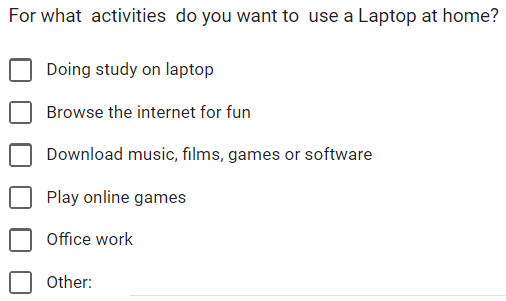 For what activities do you want to use a Laptop at home?
Doing study on laptop
Browse the internet for fun
Download music, films, games or software
Play online games
Office work
Other: